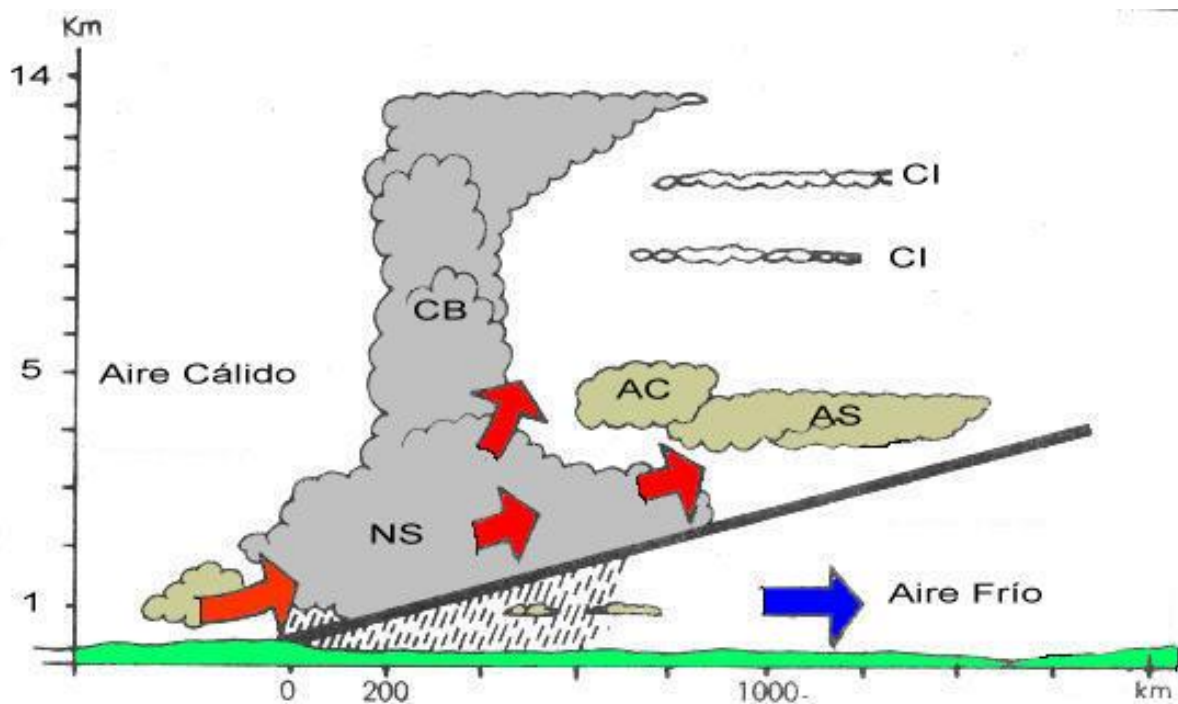 Km
14
CI
CI
CB
5
Aire Cálido
AC
AS
NS
1
Aire Frío
0
200
1000-
km